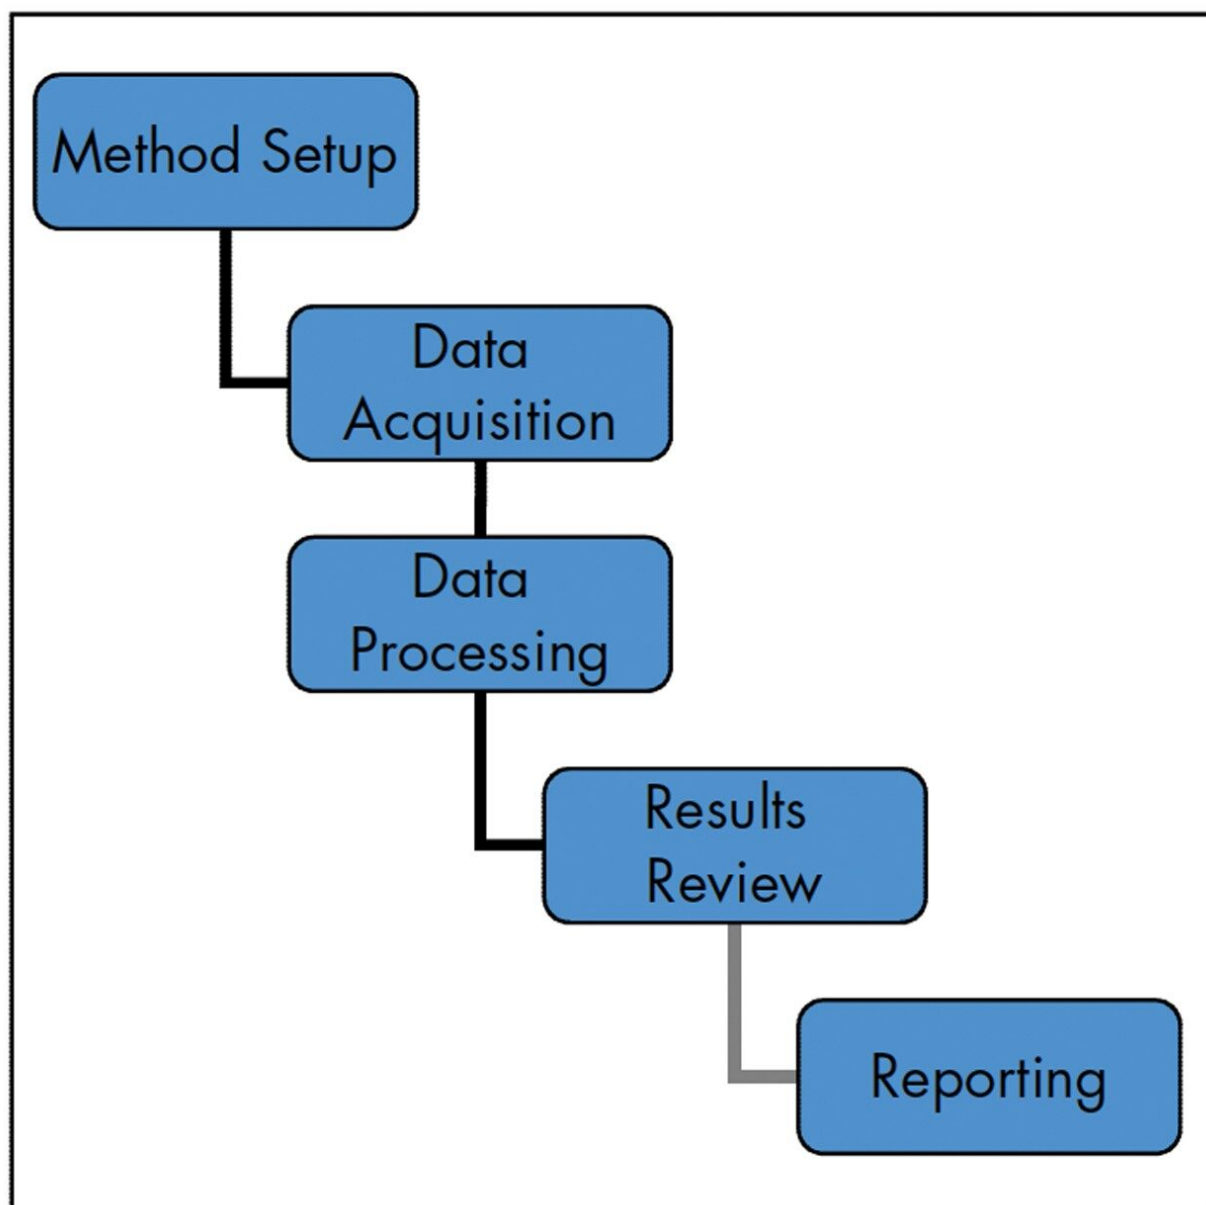 Method Setup
Data
Acquisition
Data
Processing
Results
Review
Reporting